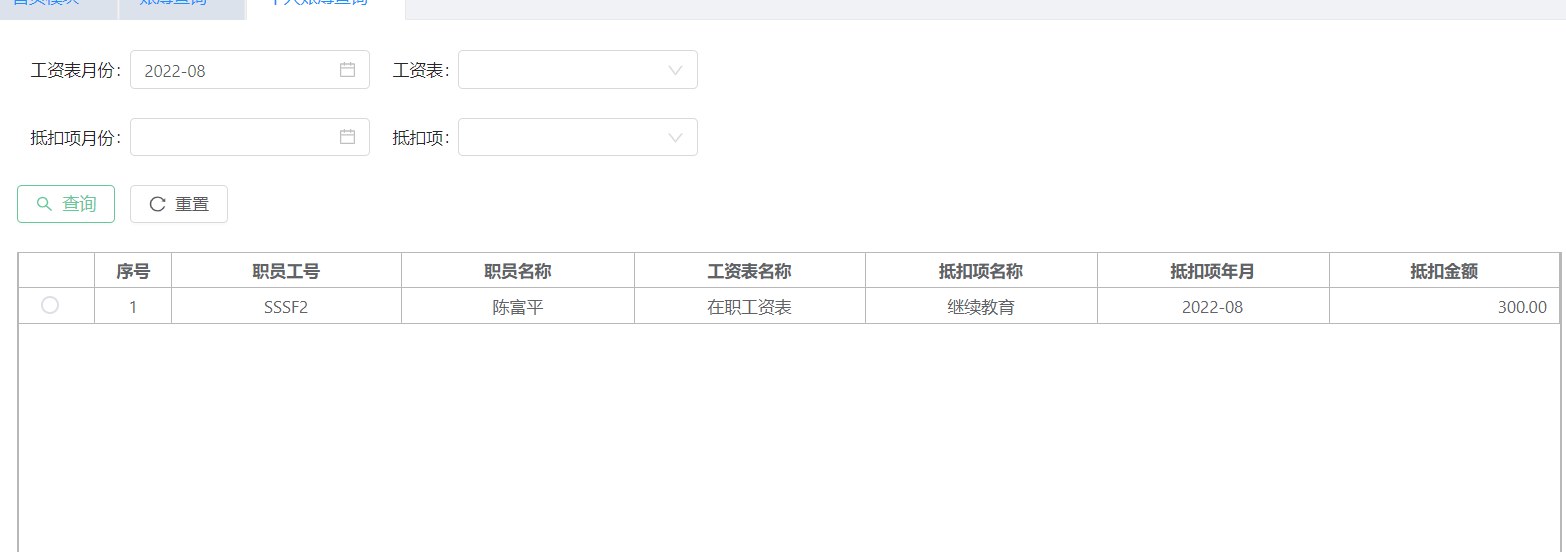 工资表月份: 2022-08 工资表:
抵扣项月份: 抵扣项:
查询 重置
序号 职员工号 职员名称 工资表名称 抵扣项名称 抵扣项年月 抵扣金额
1 SSSF2 陈富平 在职工资表 继续教育 2022-08 300.00